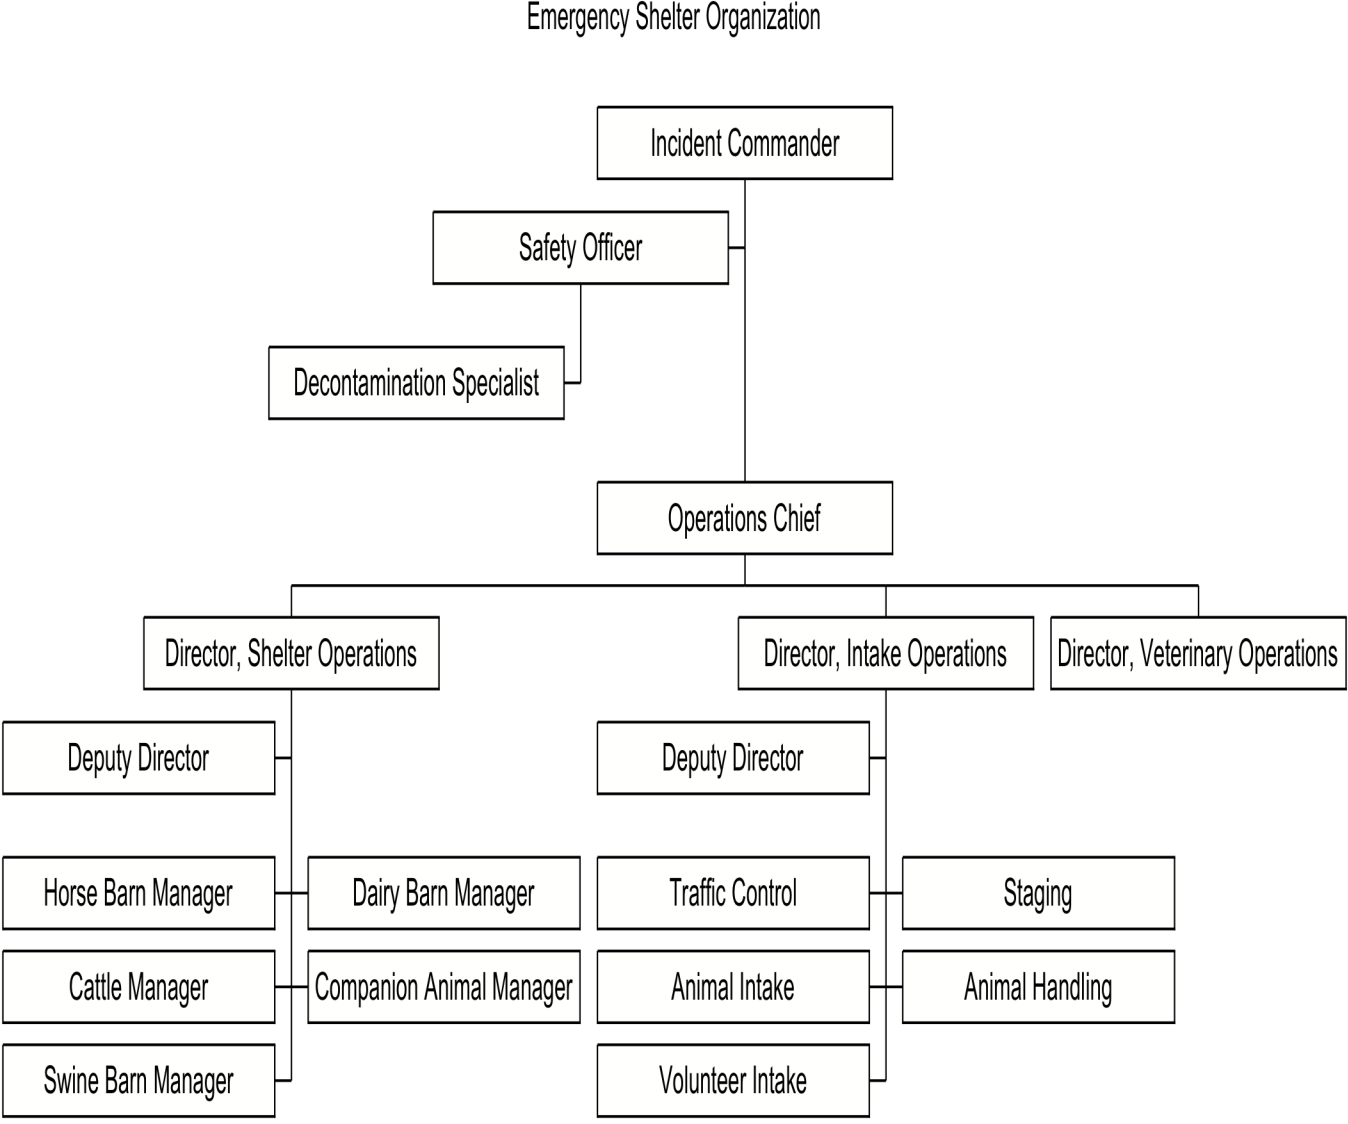 Emergency Shelter Organization
Incident Commander
Safety Officer
Decontamination Specialist
Operations Chief
Director, Shelter Operations
Director, Intake Operations
Director, Veterinary Operations
Deputy Director
Deputy Director
Horse Barn Manager
Dairy Barn Manager
Traffic Control
Staging
Cattle Manager
Companion Animal Manager
Animal Intake
Animal Handling
Swine Barn Manager
Volunteer Intake